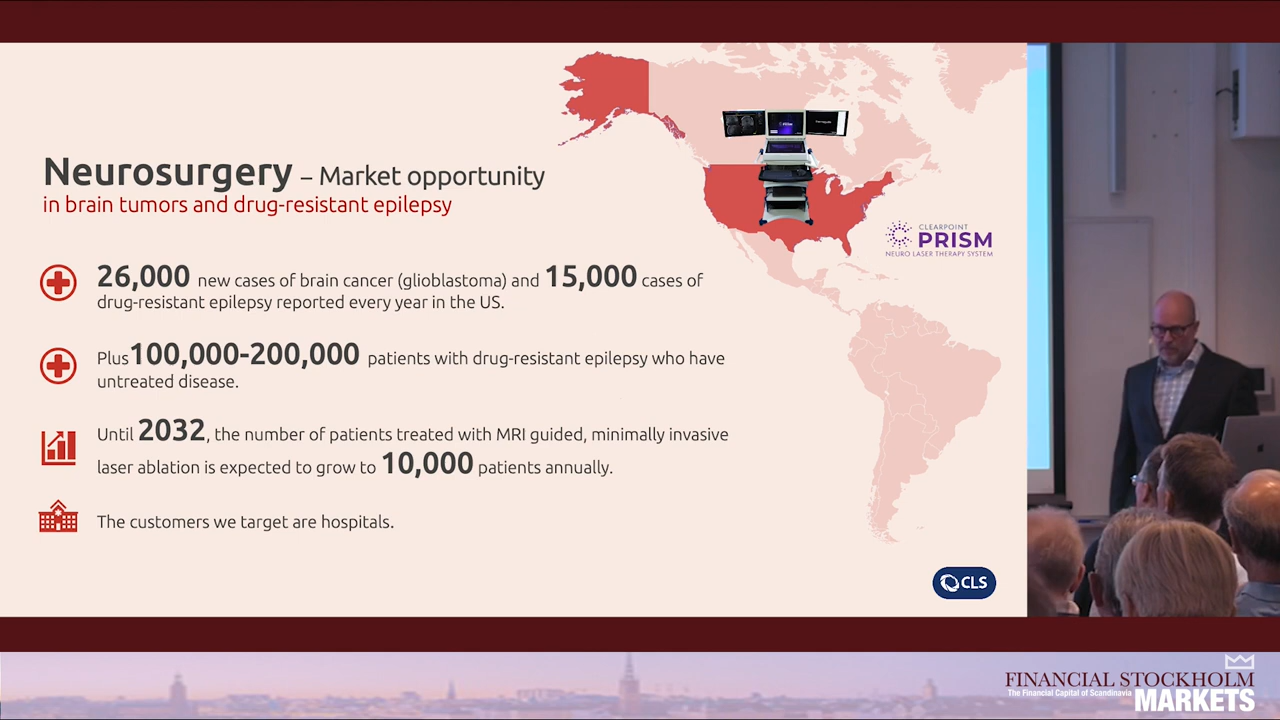 Neurosurgery – Market opportunity
in brain tumors and drug-resistant epilepsy
26,000 new cases of brain cancer (glioblastoma) and 15,000 cases of
drug-resistant epilepsy reported every year in the US.
Plus 100,000-200,000 patients with drug-resistant epilepsy who have
untreated disease.
Until 2032, the number of patients treated with MRI guided, minimally invasive
laser ablation is expected to grow to 10,000 patients annually.
The customers we target are hospitals.
CLEARPOINT
PRISM
NEURO LASER THERAPY SYSTEM
CLS
FINANCIAL STOCKHOLM
The Financial Capital of Scandinavia
MARKETS